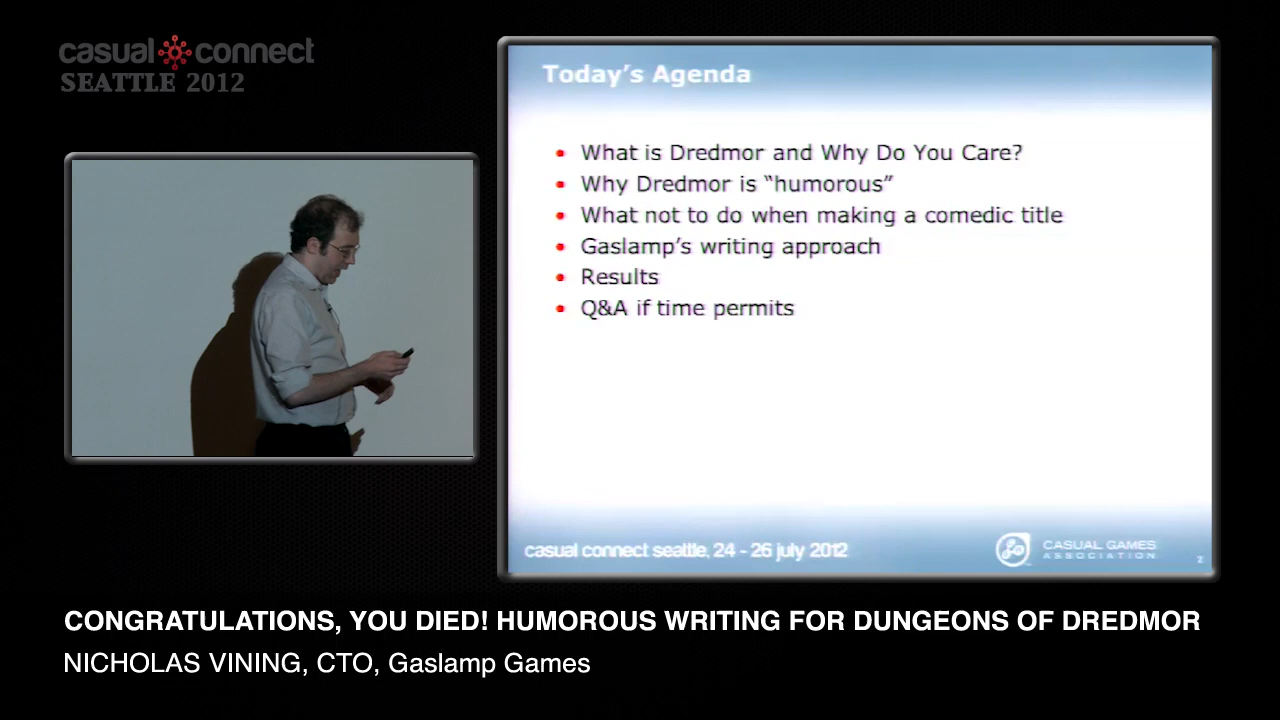 casual connect
SEATTLE 2012
Today's Agenda
• What is Dredmor and Why Do You Care?
• Why Dredmor is “humorous”
• What not to do when making a comedic title
• Gaslamp's writing approach
• Results
• Q&A if time permits
casual connect seattle, 24 - 26 july 2012
CASUAL GAMES
ASSOCIATION
2
CONGRATULATIONS, YOU DIED! HUMOROUS WRITING FOR DUNGEONS OF DREDMOR
NICHOLAS VINING, CTO, Gaslamp Games